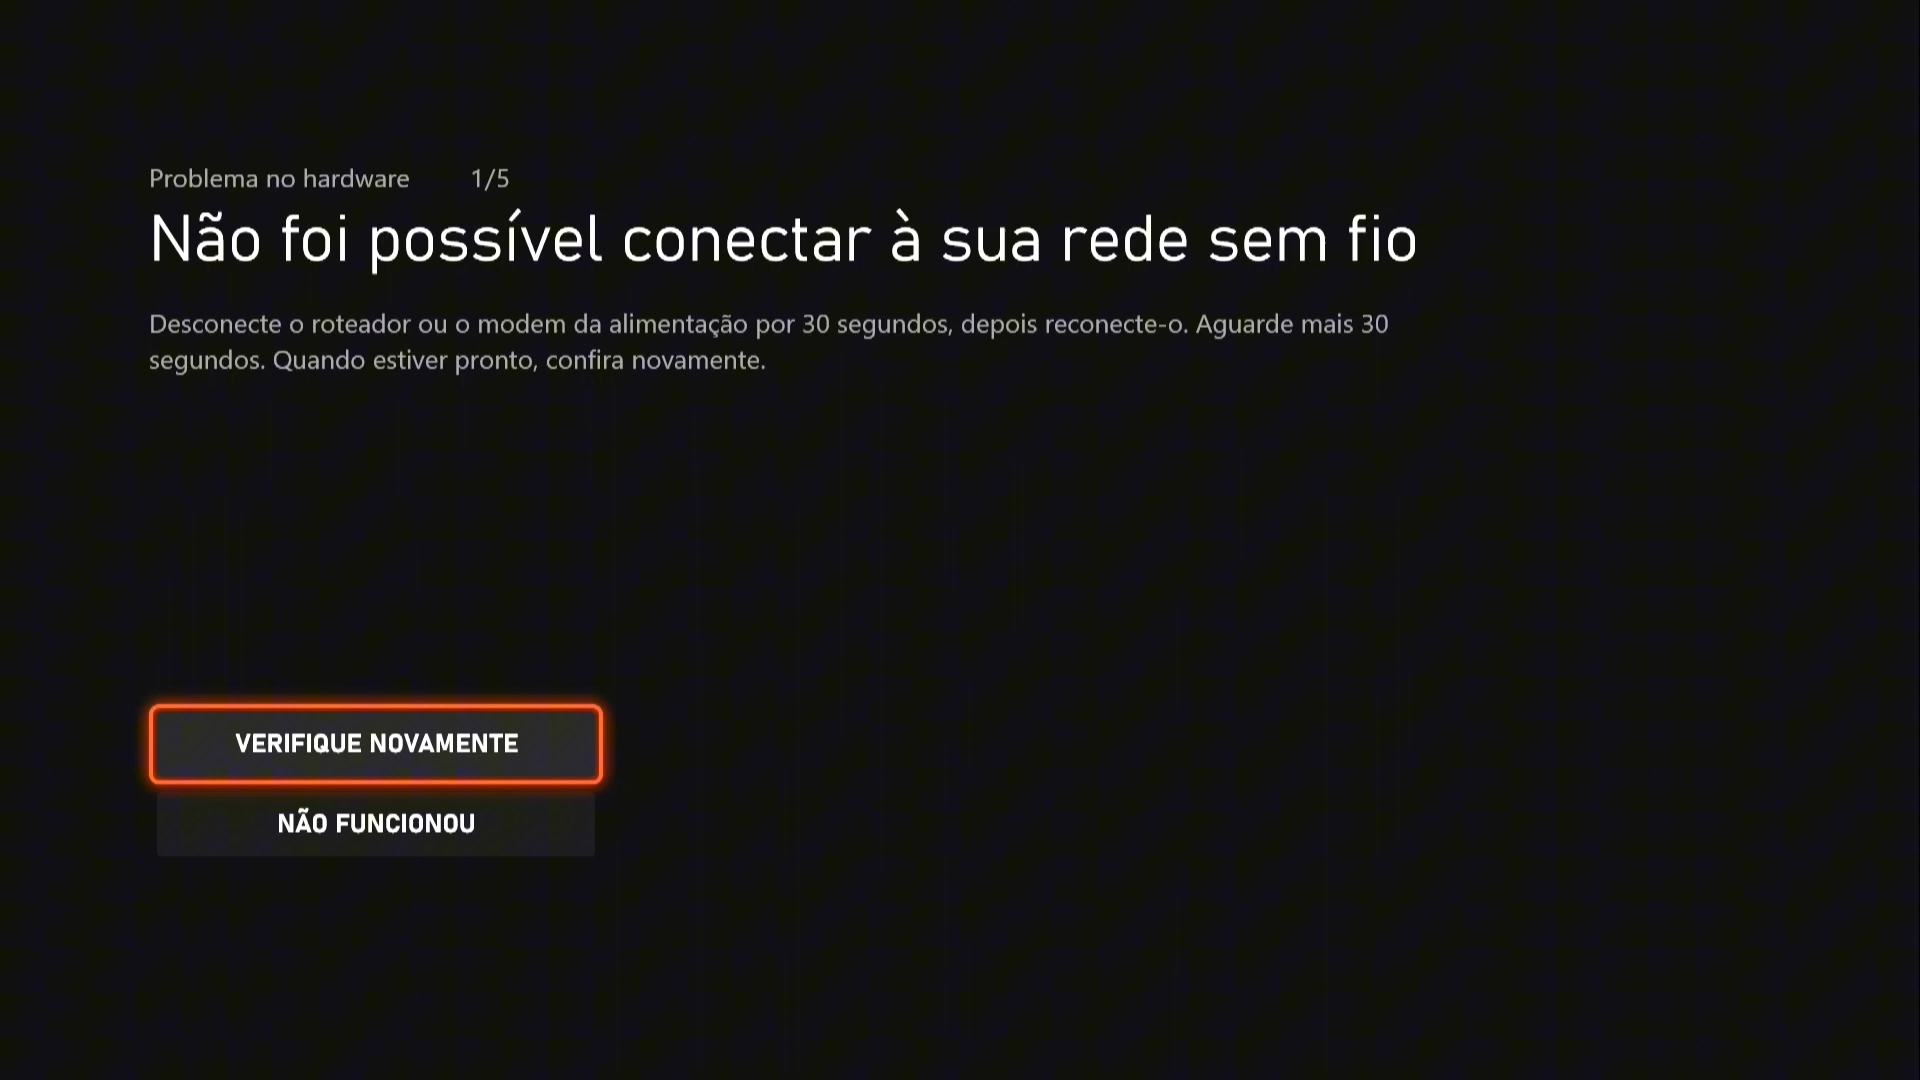 Problema no hardware 1/5
Não foi possível conectar à sua rede sem fio
Desconecte o roteador ou o modem da alimentação por 30 segundos, depois reconecte-o. Aguarde mais 30
segundos. Quando estiver pronto, confira novamente.
VERIFIQUE NOVAMENTE
NÃO FUNCIONOU